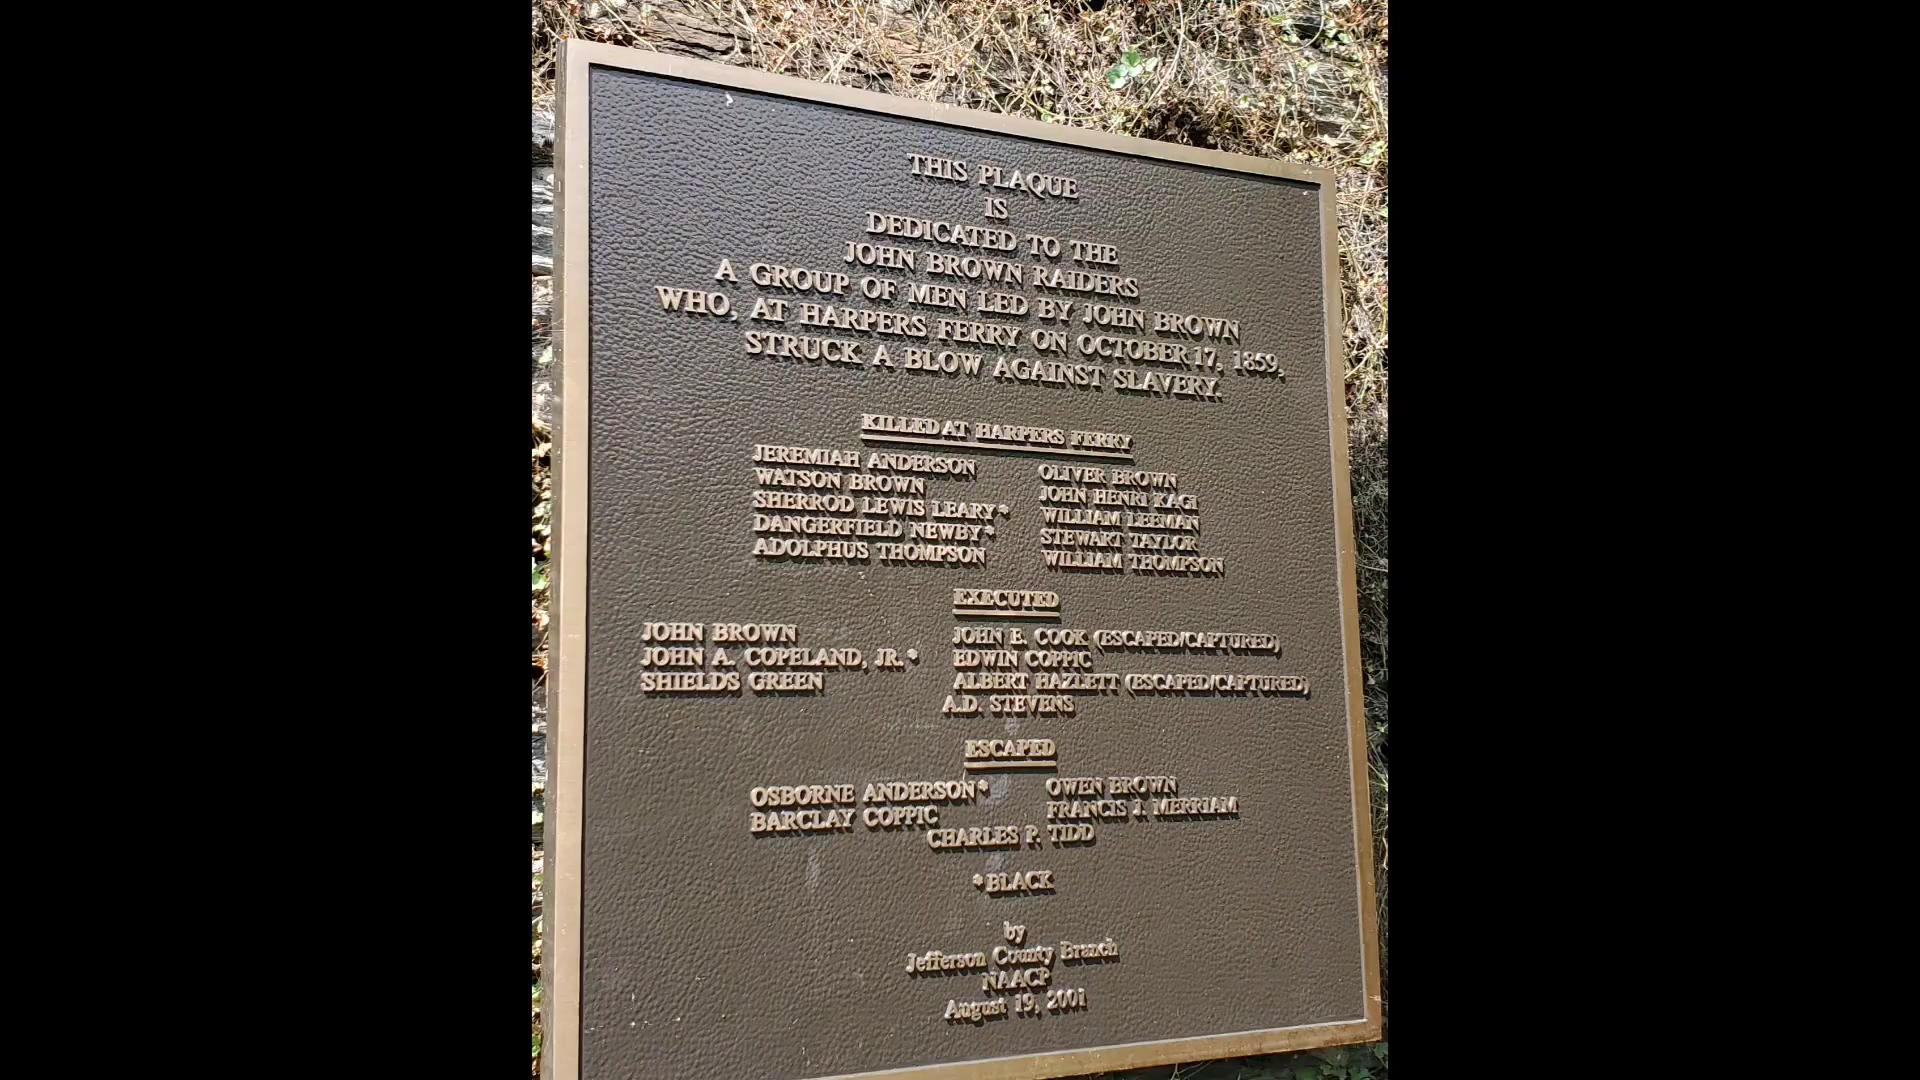 THIS PLAQUE
IS
DEDICATED TO THE
JOHN BROWN RAIDERS
A GROUP OF MEN LED BY JOHN BROWN
WHO, AT HARPERS FERRY ON OCTOBER 17, 1859,
STRUCK A BLOW AGAINST SLAVERY.
KILLED AT HARPERS FERRY
JEREMIAH ANDERSON OLIVER BROWN
WATSON BROWN JOHN HENRI KAGI
SHERROD LEWIS LEARY* WILLIAM LEEMAN
DANGERFIELD NEWBY* STEWART TAYLOR
ADOLPHUS THOMPSON WILLIAM THOMPSON
EXECUTED
JOHN BROWN JOHN E. COOK (ESCAPED/CAPTURED)
JOHN A. COPELAND, JR.* EDWIN COPPIC
SHIELDS GREEN ALBERT HAZLETT (ESCAPED/CAPTURED)
A.D. STEVENS
ESCAPED
OSBORNE ANDERSON* OWEN BROWN
BARCLAY COPPIC FRANCIS J. MERRIAM
CHARLES P. TIDD
*BLACK
by
Jefferson County Branch
NAACP
August 19, 2001